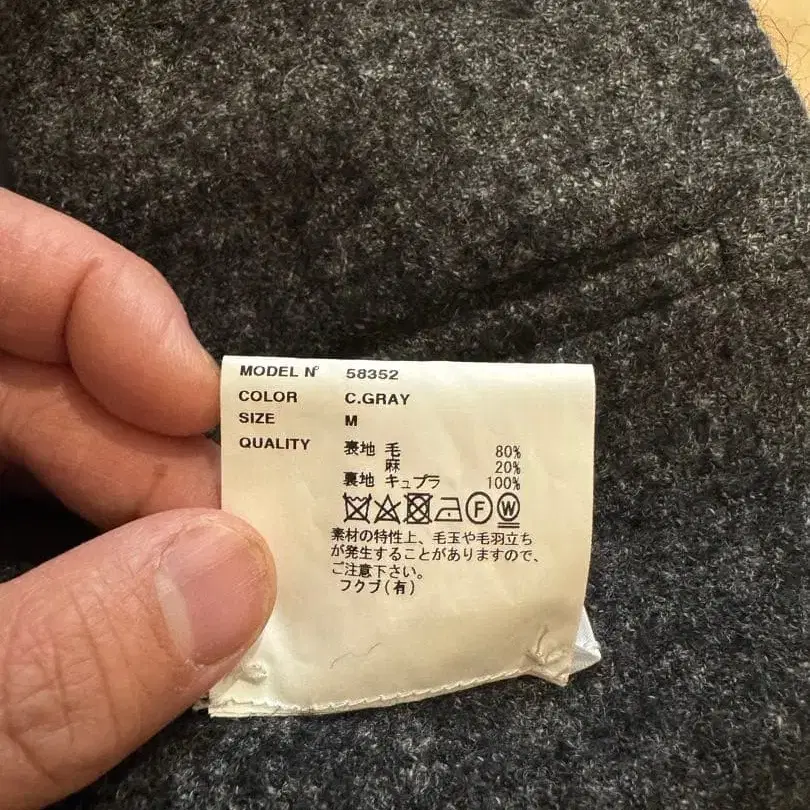 MODEL Nº 58352
COLOR C.GRAY
SIZE M
QUALITY 表地 毛 80%
麻 20%
裏地 キュプラ 100%
F W
素材の特性上、毛玉や毛羽立ち
が発生することがありますので、
ご注意下さい。
フクブ(有)